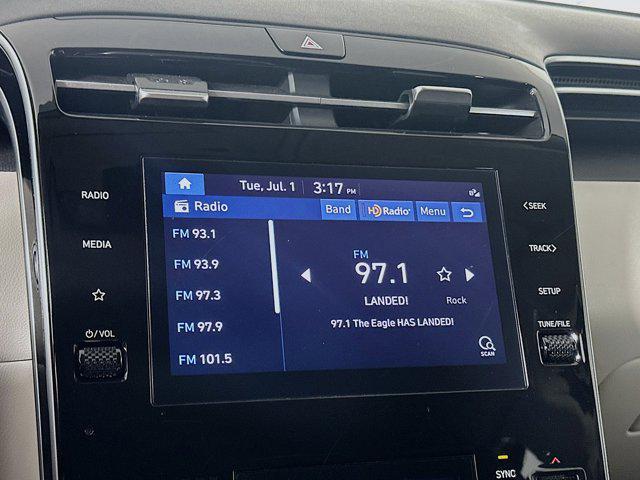 Tue, Jul. 1 3:17 PM
RADIO
MEDIA
⏻/VOL
Radio
Band HD Radio Menu
FM 93.1
FM 93.9
FM 97.3
FM 97.9
FM 101.5
FM
97.1
LANDED! Rock
97.1 The Eagle HAS LANDED!
SCAN
<SEEK
TRACK>
SETUP
TUNE/FILE
SYNC